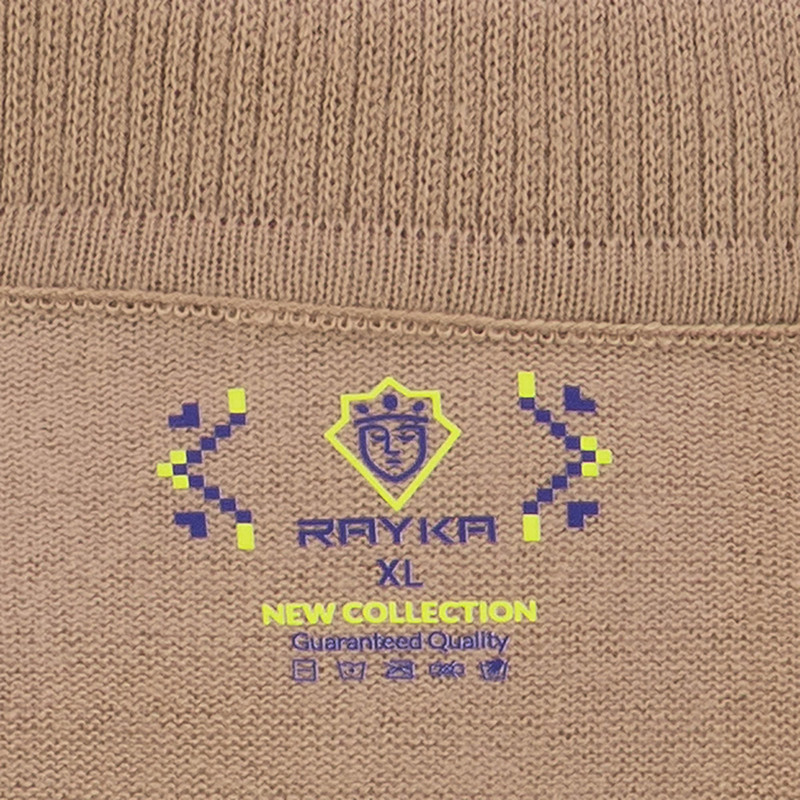 RAYKA
XL
NEW COLLECTION
Guaranteed Quality